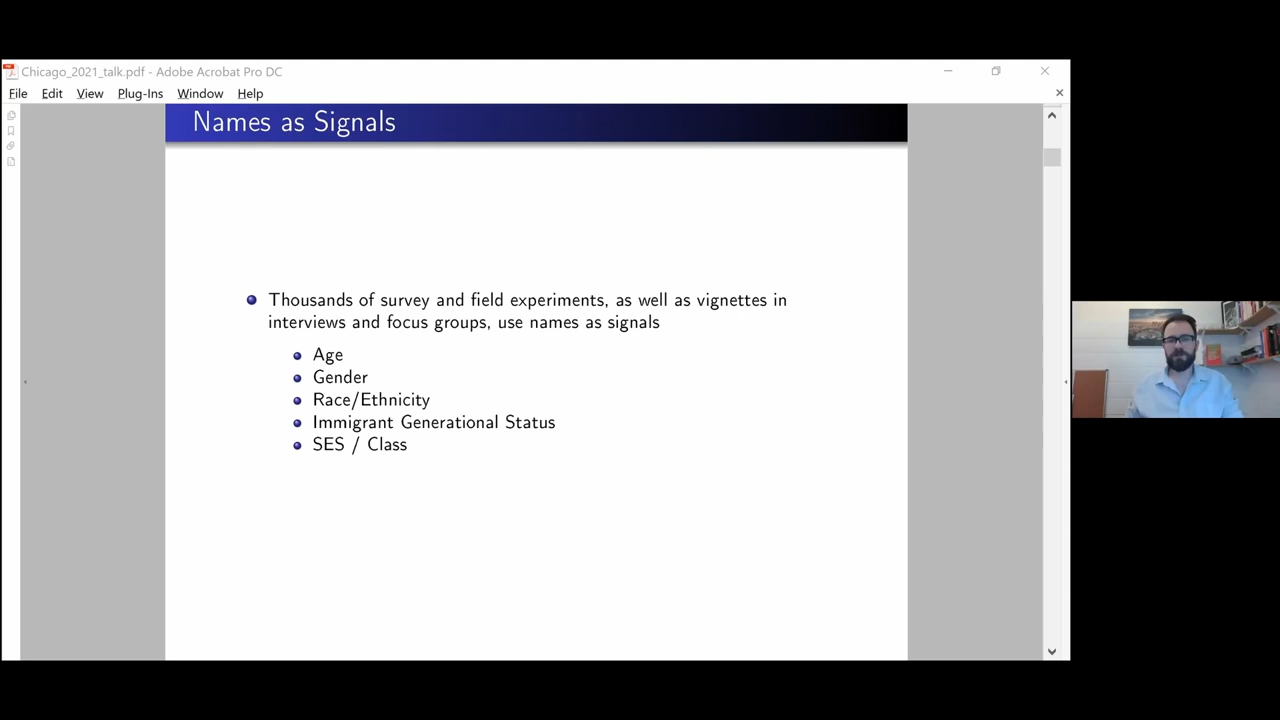 Chicago_2021_talk.pdf - Adobe Acrobat Pro DC
File Edit View Plug-Ins Window Help
Names as Signals
Thousands of survey and field experiments, as well as vignettes in
interviews and focus groups, use names as signals
Age
Gender
Race/Ethnicity
Immigrant Generational Status
SES / Class